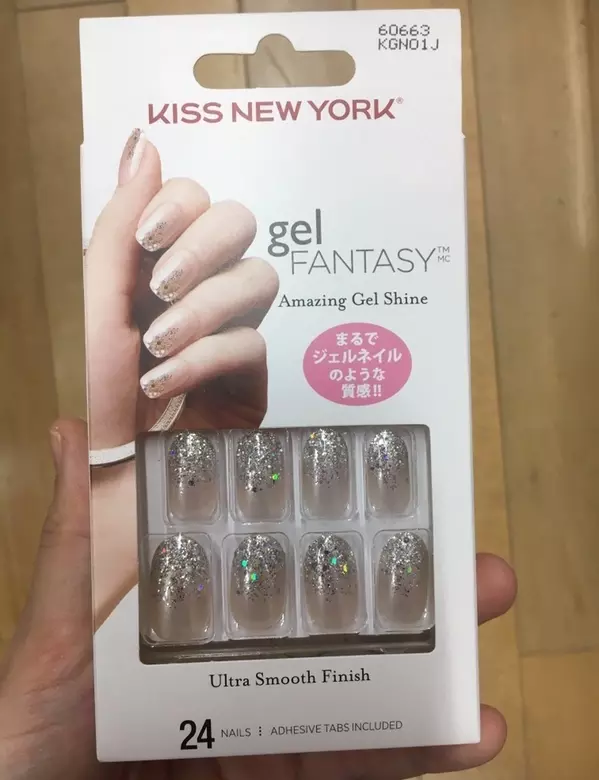 60663
KGN01J
KISS NEW YORK®
gel
FANTASY™ MC
Amazing Gel Shine
まるで
ジェルネイル
のような
質感!!
Ultra Smooth Finish
24 NAILS ⋮ ADHESIVE TABS INCLUDED